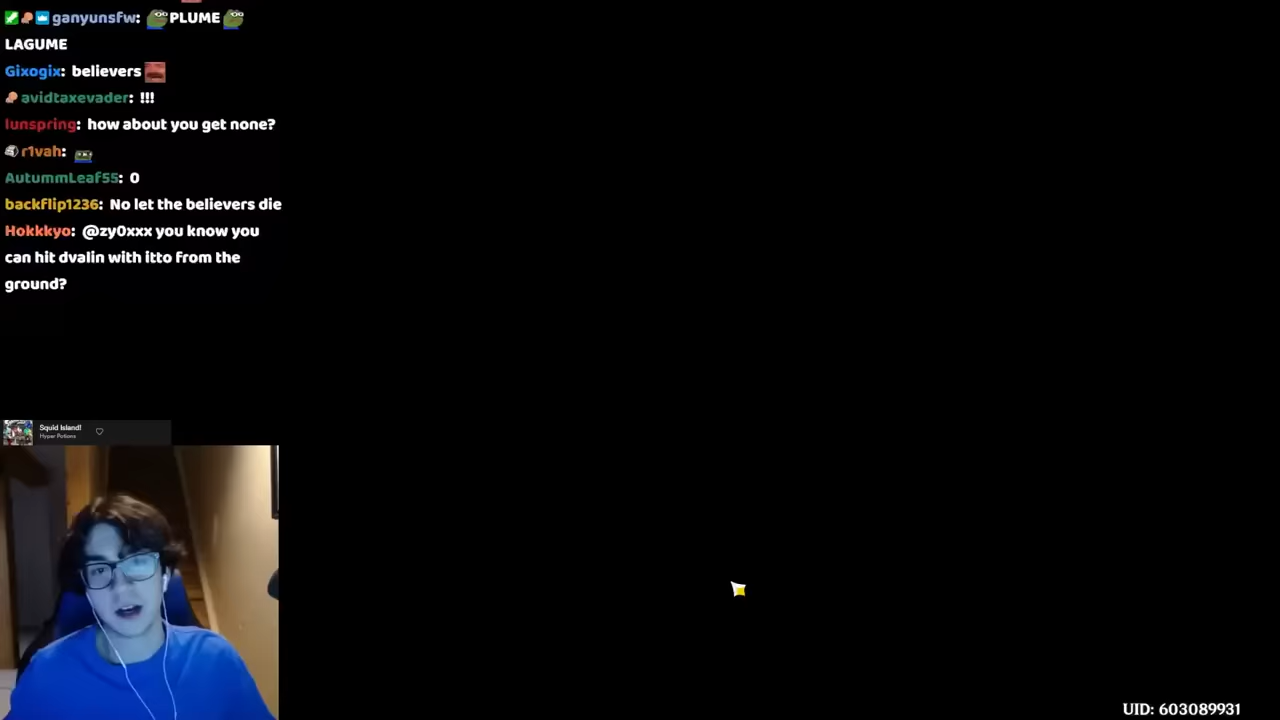 ganyunsfw: PLUME
LAGUME
Gixogix: believers
avidtaxevader: !!!
lunspring: how about you get none?
r1vah:
AutummLeaf55: 0
backflip1236: No let the believers die
Hokkkyo: @zy0xxx you know you
can hit dvalin with itto from the
ground?
Squid Island!
Hyper Potions
UID: 603089931